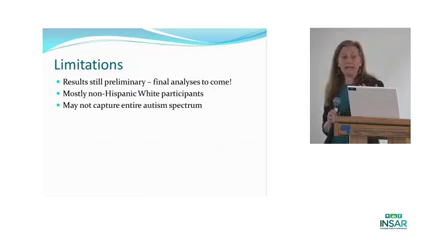 Limitations
Results still preliminary – final analyses to come!
Mostly non-Hispanic White participants
May not capture entire autism spectrum
INSAR